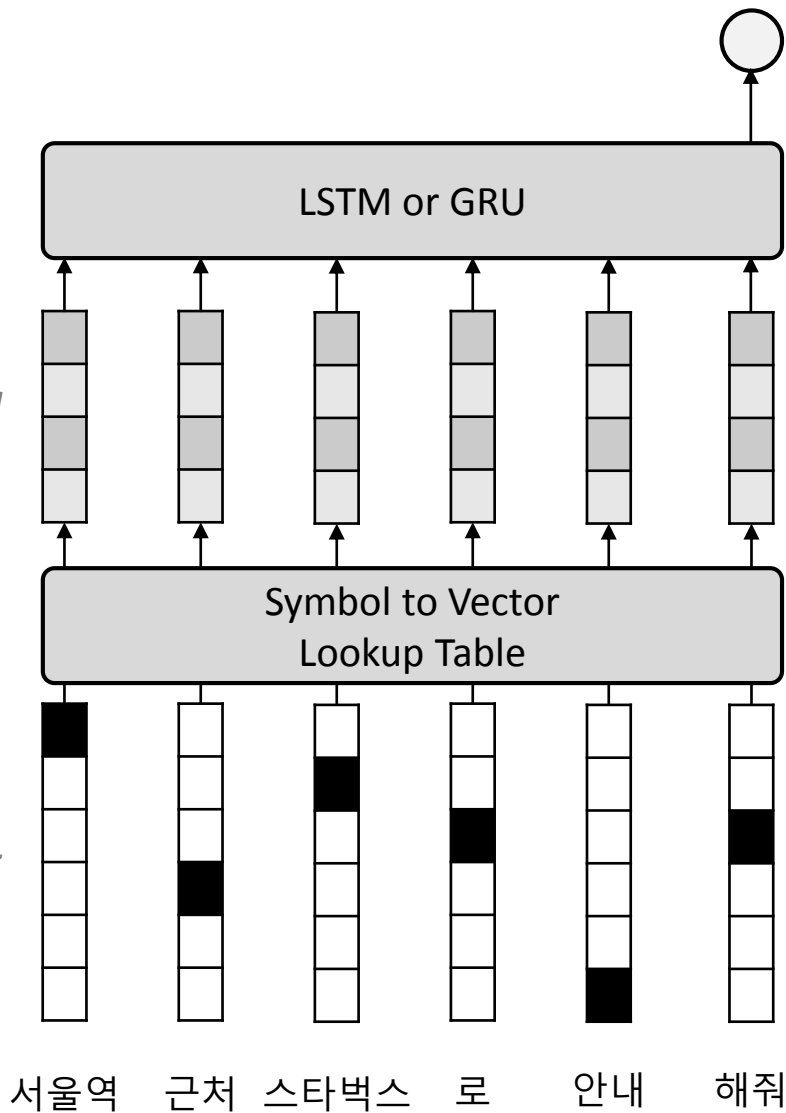 LSTM or GRU
Symbol to Vector
Lookup Table
서울역 근처 스타벅스 로 안내 해줘